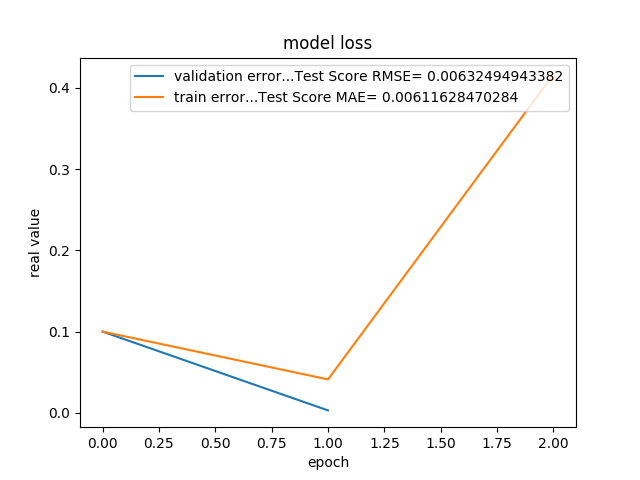 model loss
validation error...Test Score RMSE= 0.00632494943382
train error...Test Score MAE= 0.00611628470284
real value
0.4
0.3
0.2
0.1
0.0
0.00 0.25 0.50 0.75 1.00 1.25 1.50 1.75 2.00
epoch